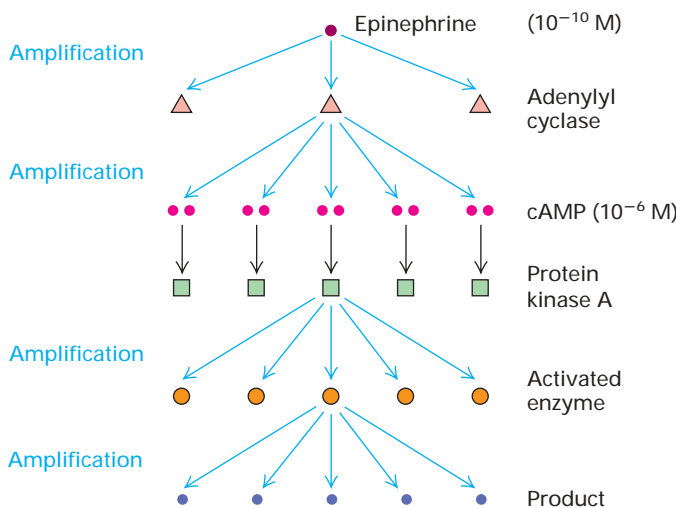 Epinephrine (10⁻¹⁰ M)
Amplification
Adenylyl
cyclase
Amplification
cAMP (10⁻⁶ M)
Protein
kinase A
Amplification
Activated
enzyme
Amplification
Product